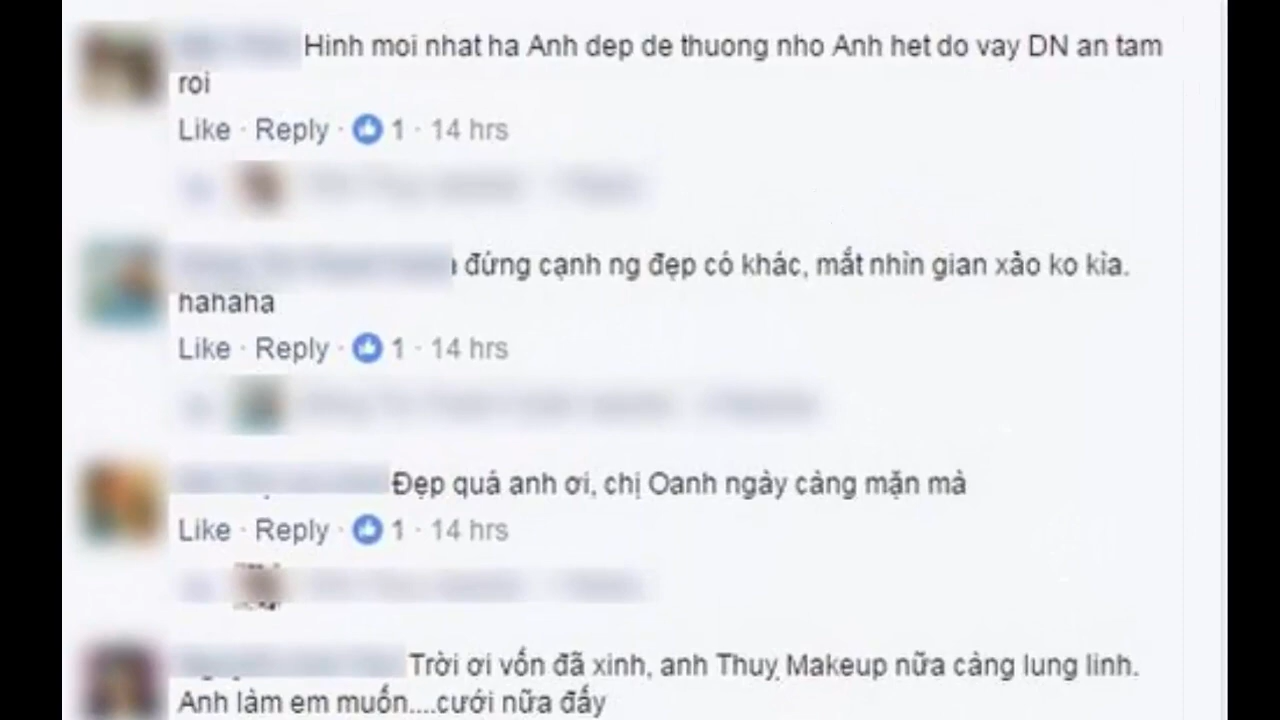 Hinh moi nhat ha Anh dep de thuong nho Anh het do vay DN an tam
roi
Like · Reply · 1 · 14 hrs
đứng cạnh ng đẹp có khác, mắt nhìn gian xảo ko kìa.
hahaha
Like · Reply · 1 · 14 hrs
Đẹp quá anh ơi, chị Oanh ngày càng mặn mà
Like · Reply · 1 · 14 hrs
Trời ơi vốn đã xinh, anh Thuỵ Makeup nữa càng lung linh.
Anh làm em muốn....cưới nữa đấy